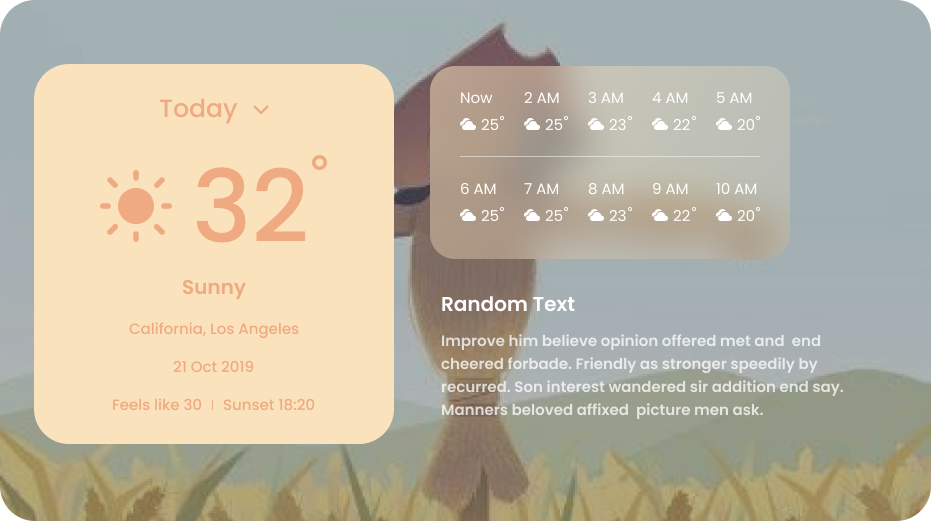 Today
32°
Sunny
California, Los Angeles
21 Oct 2019
Feels like 30 | Sunset 18:20
Now 2 AM 3 AM 4 AM 5 AM
25° 25° 23° 22° 20°
6 AM 7 AM 8 AM 9 AM 10 AM
25° 25° 23° 22° 20°
Random Text
Improve him believe opinion offered met and end
cheered forbade. Friendly as stronger speedily by
recurred. Son interest wandered sir addition end say.
Manners beloved affixed picture men ask.